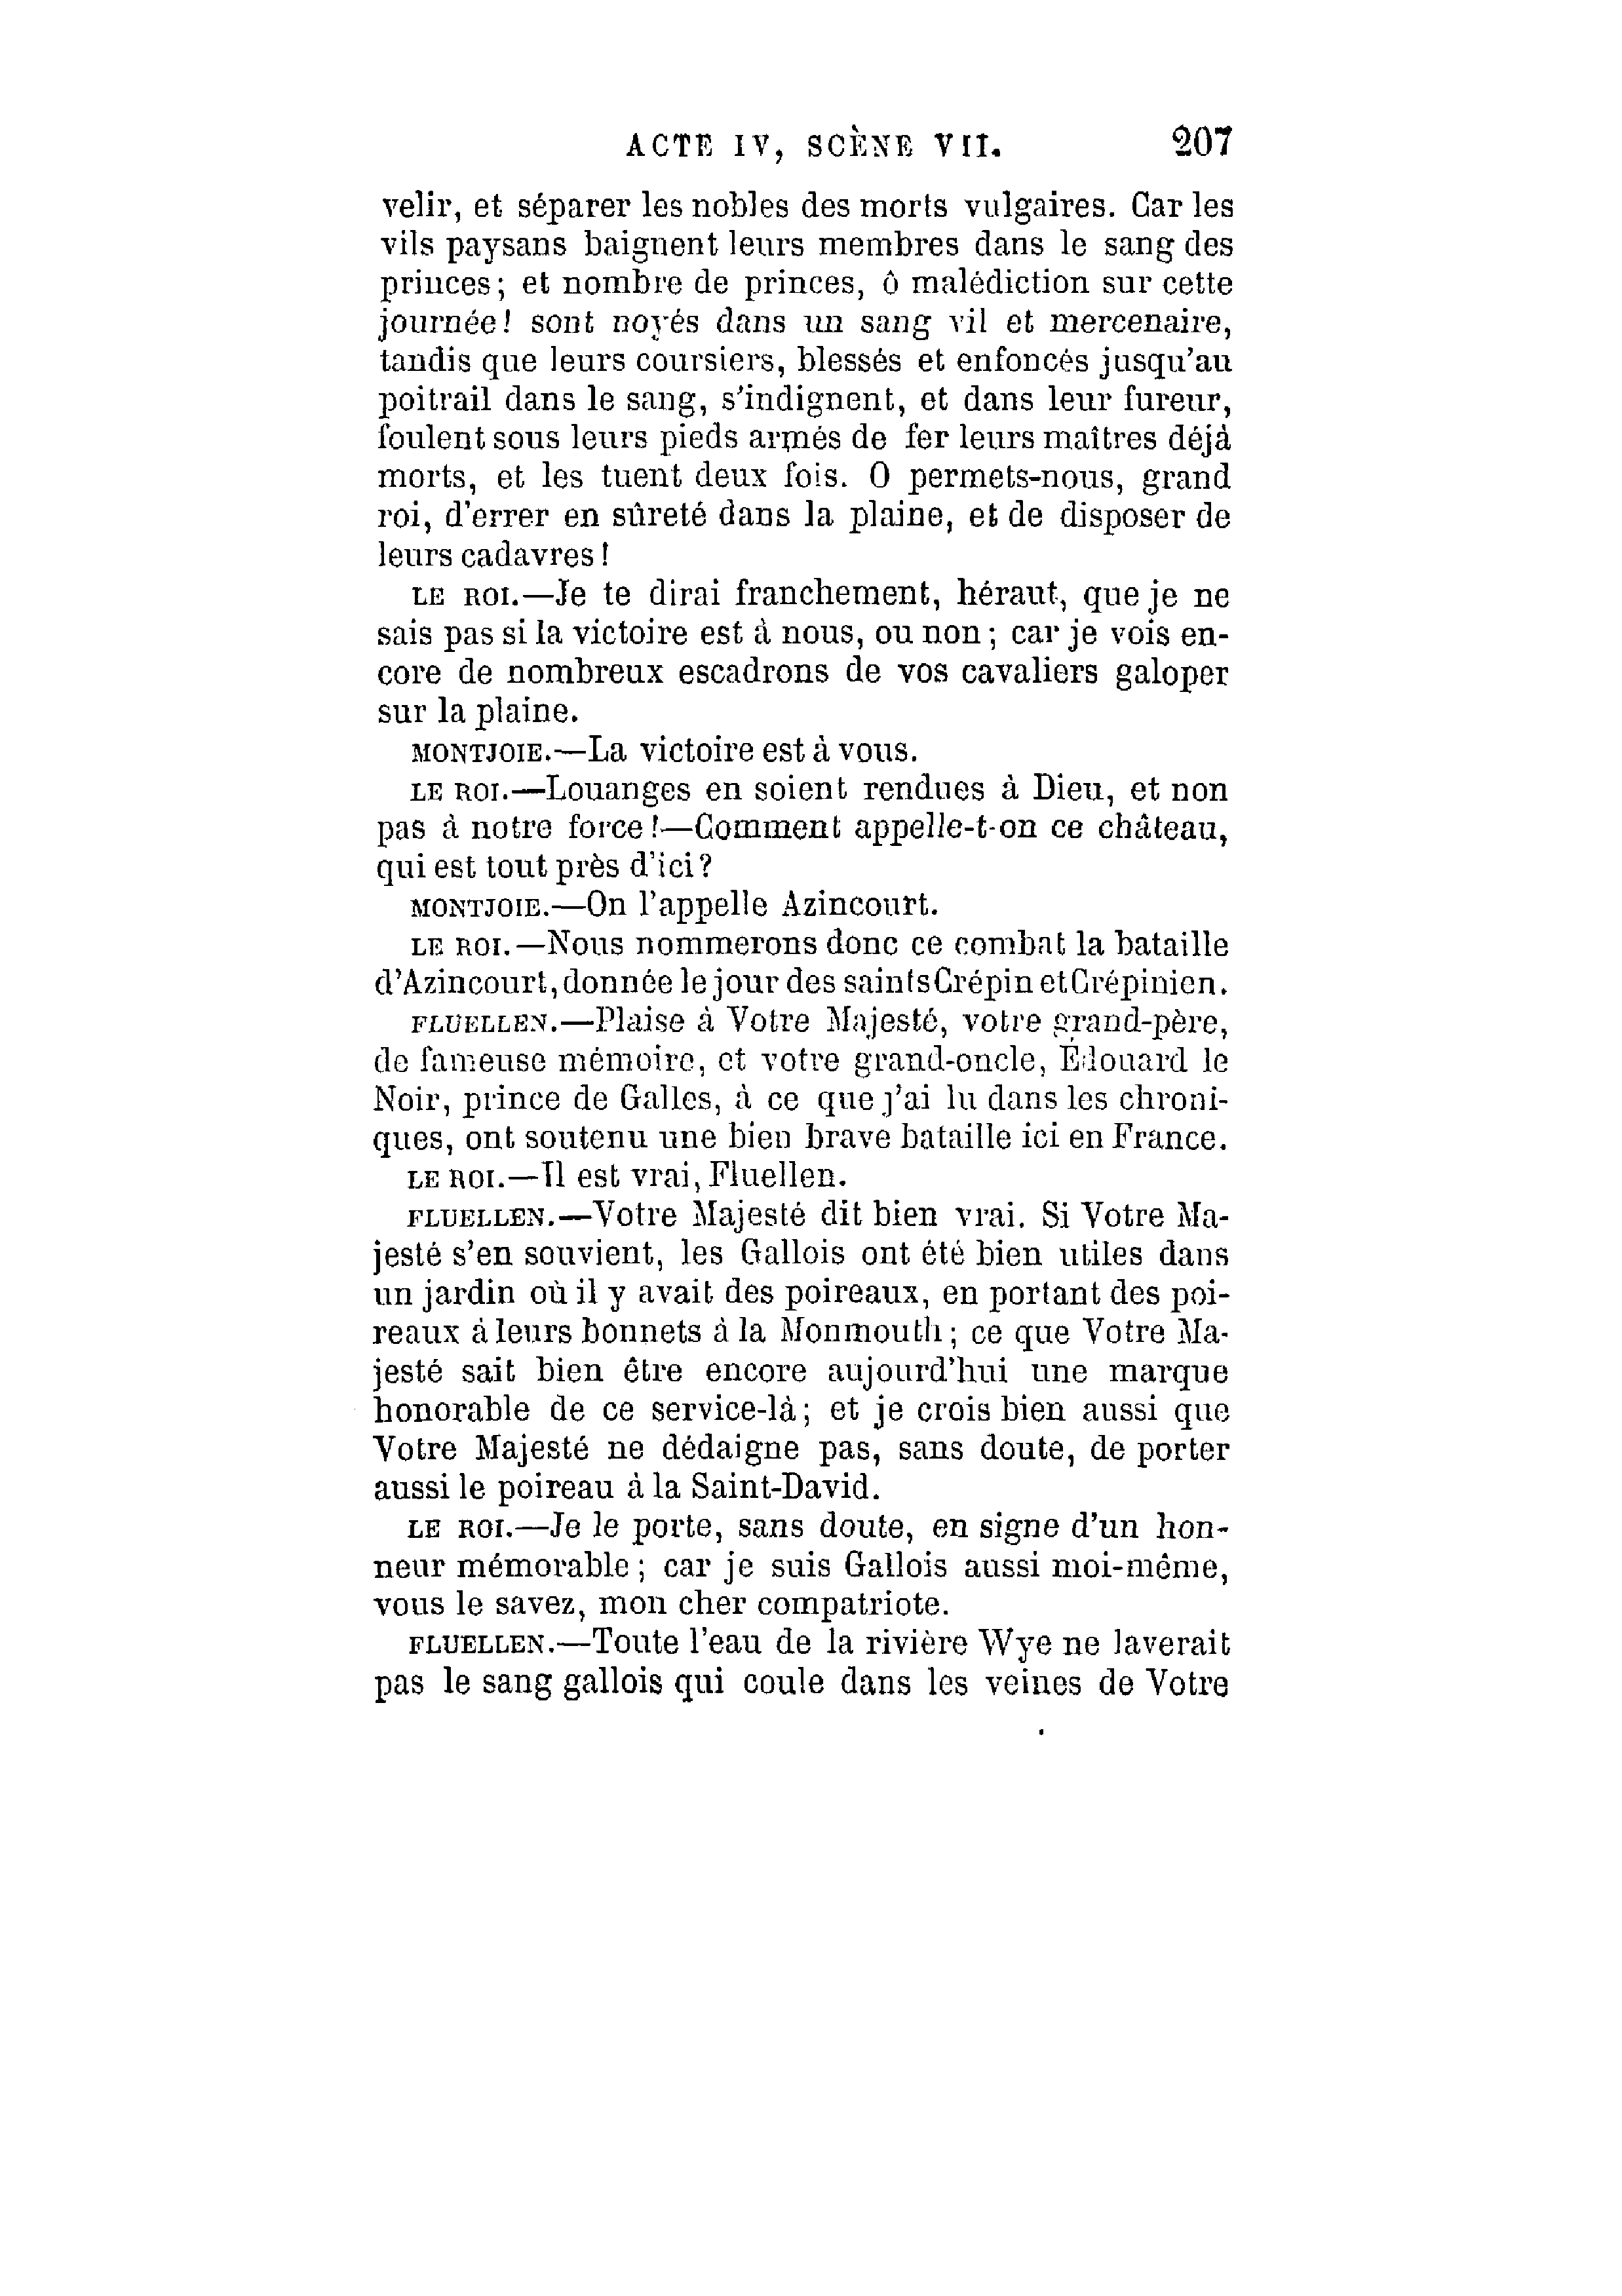 ACTE IV, SCÈNE VII. 207
velir, et séparer les nobles des morts vulgaires. Car les
vils paysans baignent leurs membres dans le sang des
princes; et nombre de princes, ô malédiction sur cette
journée! sont noyés dans un sang vil et mercenaire,
tandis que leurs coursiers, blessés et enfoncés jusqu'au
poitrail dans le sang, s'indignent, et dans leur fureur,
foulent sous leurs pieds armés de fer leurs maîtres déjà
morts, et les tuent deux fois. O permets-nous, grand
roi, d'errer en sûreté dans la plaine, et de disposer de
leurs cadavres!
LE ROI.—Je te dirai franchement, héraut, que je ne
sais pas si la victoire est à nous, ou non; car je vois en-
core de nombreux escadrons de vos cavaliers galoper
sur la plaine.
MONTJOIE.—La victoire est à vous.
LE ROI.—Louanges en soient rendues à Dieu, et non
pas à notre force!—Comment appelle-t-on ce château,
qui est tout près d'ici?
MONTJOIE.—On l'appelle Azincourt.
LE ROI.—Nous nommerons donc ce combat la bataille
d'Azincourt, donnée le jour des saints Crépin et Crépinien.
FLUELLEN.—Plaise à Votre Majesté, votre grand-père,
de fameuse mémoire, et votre grand-oncle, Édouard le
Noir, prince de Galles, à ce que j'ai lu dans les chroni-
ques, ont soutenu une bien brave bataille ici en France.
LE ROI.—Il est vrai, Fluellen.
FLUELLEN.—Votre Majesté dit bien vrai. Si Votre Ma-
jesté s'en souvient, les Gallois ont été bien utiles dans
un jardin où il y avait des poireaux, en portant des poi-
reaux à leurs bonnets à la Monmouth; ce que Votre Ma-
jesté sait bien être encore aujourd'hui une marque
honorable de ce service-là; et je crois bien aussi que
Votre Majesté ne dédaigne pas, sans doute, de porter
aussi le poireau à la Saint-David.
LE ROI.—Je le porte, sans doute, en signe d'un hon-
neur mémorable; car je suis Gallois aussi moi-même,
vous le savez, mon cher compatriote.
FLUELLEN.—Toute l'eau de la rivière Wye ne laverait
pas le sang gallois qui coule dans les veines de Votre